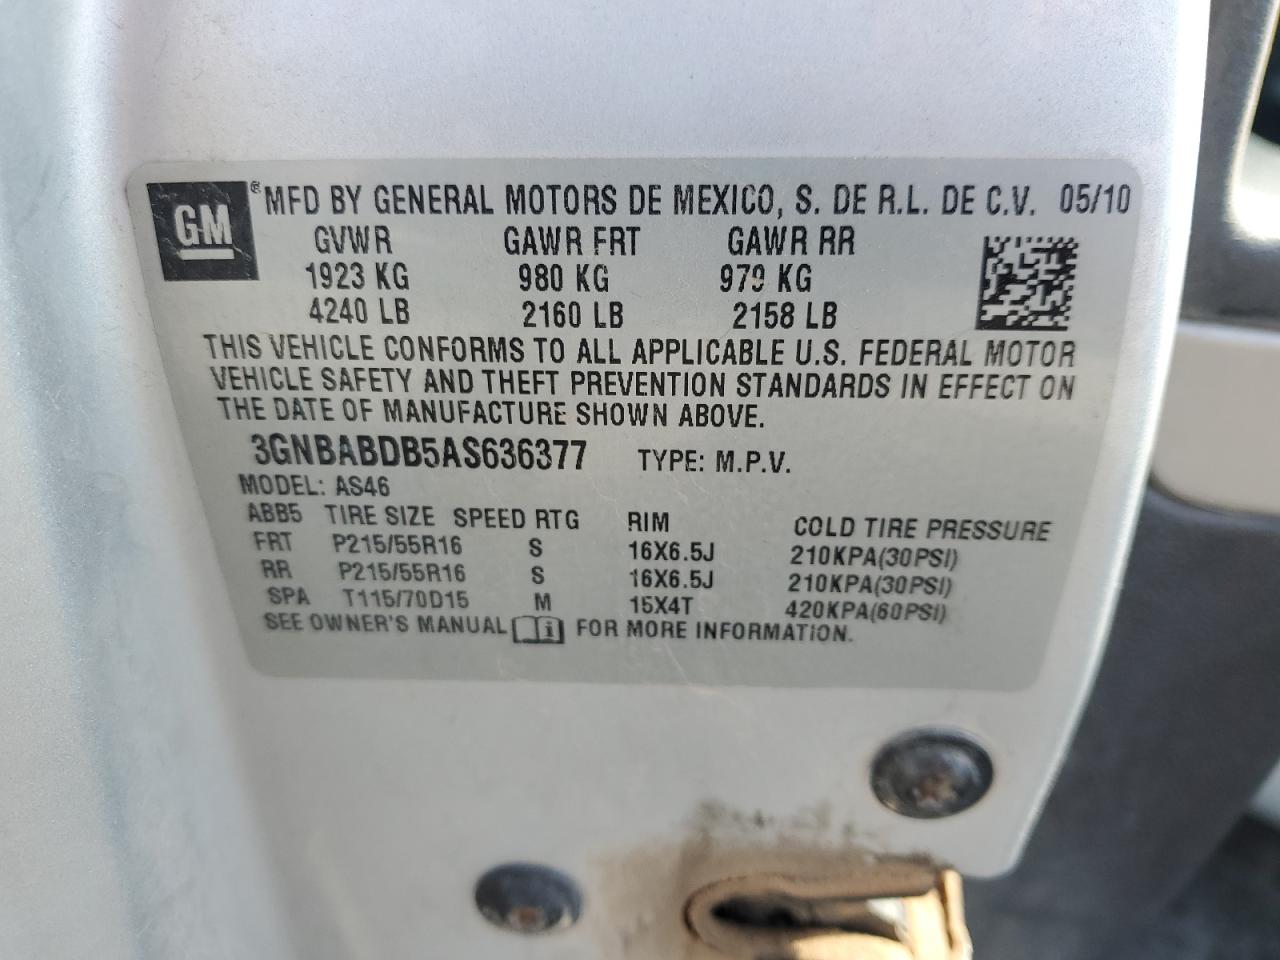 GM ® MFD BY GENERAL MOTORS DE MEXICO, S. DE R.L. DE C.V. 05/10
GVWR GAWR FRT GAWR RR
1923 KG 980 KG 979 KG
4240 LB 2160 LB 2158 LB
THIS VEHICLE CONFORMS TO ALL APPLICABLE U.S. FEDERAL MOTOR
VEHICLE SAFETY AND THEFT PREVENTION STANDARDS IN EFFECT ON
THE DATE OF MANUFACTURE SHOWN ABOVE.
3GNBABDB5AS636377 TYPE: M.P.V.
MODEL: AS46
ABB5 TIRE SIZE SPEED RTG RIM COLD TIRE PRESSURE
FRT P215/55R16 S 16X6.5J 210KPA(30PSI)
RR P215/55R16 S 16X6.5J 210KPA(30PSI)
SPA T115/70D15 M 15X4T 420KPA(60PSI)
SEE OWNER'S MANUAL i FOR MORE INFORMATION.